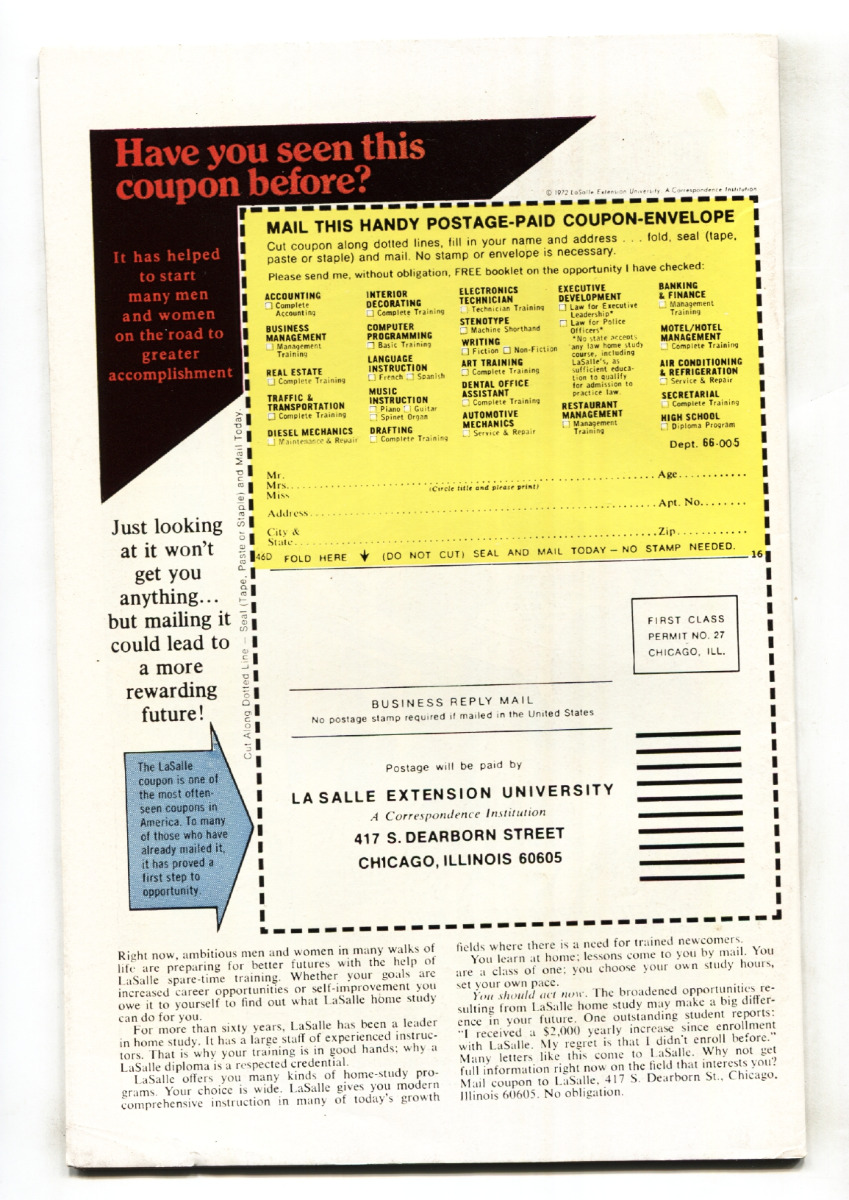 Have you seen this
coupon before?
© 1972 LaSalle Extension University. A Correspondence Institution
It has helped
to start
many men
and women
on the road to
greater
accomplishment
MAIL THIS HANDY POSTAGE-PAID COUPON-ENVELOPE
Cut coupon along dotted lines, fill in your name and address . . . fold, seal (tape,
paste or staple) and mail. No stamp or envelope is necessary.
Please send me, without obligation, FREE booklet on the opportunity I have checked:
ACCOUNTING
☐ Complete
Accounting
BUSINESS
MANAGEMENT
☐ Management
Training
REAL ESTATE
☐ Complete Training
TRAFFIC &
TRANSPORTATION
☐ Complete Training
DIESEL MECHANICS
☐ Maintenance & Repair
INTERIOR
DECORATING
☐ Complete Training
COMPUTER
PROGRAMMING
☐ Basic Training
LANGUAGE
INSTRUCTION
☐ French ☐ Spanish
MUSIC
INSTRUCTION
☐ Piano ☐ Guitar
☐ Spinet Organ
DRAFTING
☐ Complete Training
ELECTRONICS
TECHNICIAN
☐ Technician Training
STENOTYPE
☐ Machine Shorthand
WRITING
☐ Fiction ☐ Non-Fiction
ART TRAINING
☐ Complete Training
DENTAL OFFICE
ASSISTANT
☐ Complete Training
AUTOMOTIVE
MECHANICS
☐ Service & Repair
EXECUTIVE
DEVELOPMENT
☐ Law for Executive
Leadership*
☐ Law for Police
Officers*
*No state accepts
any law home study
course, including
LaSalle's, as
sufficient educa-
tion to qualify
for admission to
practice law.
RESTAURANT
MANAGEMENT
☐ Management
Training
BANKING
& FINANCE
☐ Management
Training
MOTEL/HOTEL
MANAGEMENT
☐ Complete Training
AIR CONDITIONING
& REFRIGERATION
☐ Service & Repair
SECRETARIAL
☐ Complete Training
HIGH SCHOOL
☐ Diploma Program
Dept. 66-005
Mr.
Mrs. Age
Miss (Circle title and please print)
Address Apt. No.
City &
State Zip
46D FOLD HERE (DO NOT CUT) SEAL AND MAIL TODAY — NO STAMP NEEDED. 16
Cut Along Dotted Line — Seal (Tape, Paste or Staple) and Mail Today.
Just looking
at it won't
get you
anything...
but mailing it
could lead to
a more
rewarding
future!
FIRST CLASS
PERMIT NO. 27
CHICAGO, ILL.
BUSINESS REPLY MAIL
No postage stamp required if mailed in the United States
Postage will be paid by
LA SALLE EXTENSION UNIVERSITY
A Correspondence Institution
417 S. DEARBORN STREET
CHICAGO, ILLINOIS 60605
The LaSalle
coupon is one of
the most often-
seen coupons in
America. To many
of those who have
already mailed it,
it has proved a
first step to
opportunity.
Right now, ambitious men and women in many walks of
life are preparing for better futures with the help of
LaSalle spare-time training. Whether your goals are
increased career opportunities or self-improvement you
owe it to yourself to find out what LaSalle home study
can do for you.
For more than sixty years, LaSalle has been a leader
in home study. It has a large staff of experienced instruc-
tors. That is why your training is in good hands; why a
LaSalle diploma is a respected credential.
LaSalle offers you many kinds of home-study pro-
grams. Your choice is wide. LaSalle gives you modern
comprehensive instruction in many of today's growth
fields where there is a need for trained newcomers.
You learn at home; lessons come to you by mail. You
are a class of one; you choose your own study hours,
set your own pace.
You should act now. The broadened opportunities re-
sulting from LaSalle home study may make a big differ-
ence in your future. One outstanding student reports:
"I received a $2,000 yearly increase since enrollment
with LaSalle. My regret is that I didn't enroll before."
Many letters like this come to LaSalle. Why not get
full information right now on the field that interests you?
Mail coupon to LaSalle, 417 S. Dearborn St., Chicago,
Illinois 60605. No obligation.